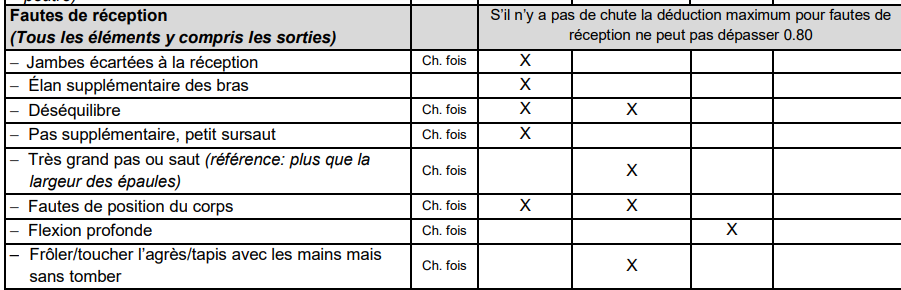 poutre)
Fautes de réception
(Tous les éléments y compris les sorties)
S'il n'y a pas de chute la déduction maximum pour fautes de
réception ne peut pas dépasser 0.80
– Jambes écartées à la réception Ch. fois X
– Élan supplémentaire des bras X
– Déséquilibre Ch. fois X X
– Pas supplémentaire, petit sursaut Ch. fois X
– Très grand pas ou saut (référence: plus que la
largeur des épaules) Ch. fois X
– Fautes de position du corps Ch. fois X X
– Flexion profonde Ch. fois X
– Frôler/toucher l'agrès/tapis avec les mains mais
sans tomber Ch. fois X